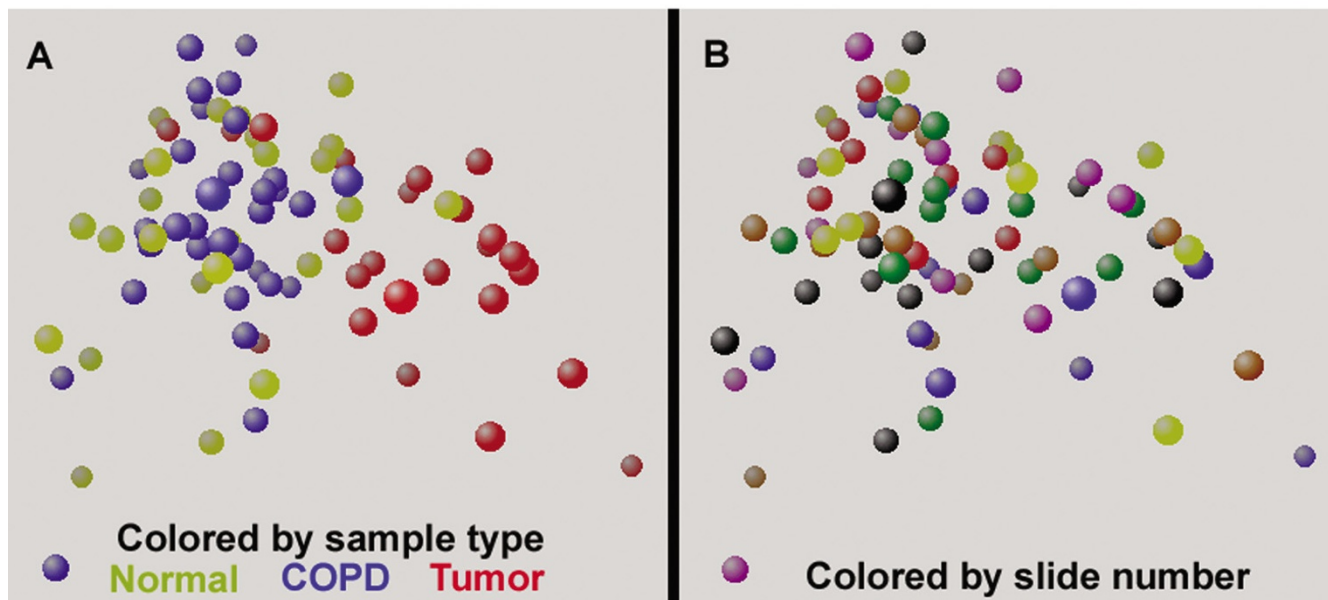 A
B
Colored by sample type
Normal COPD Tumor
Colored by slide number